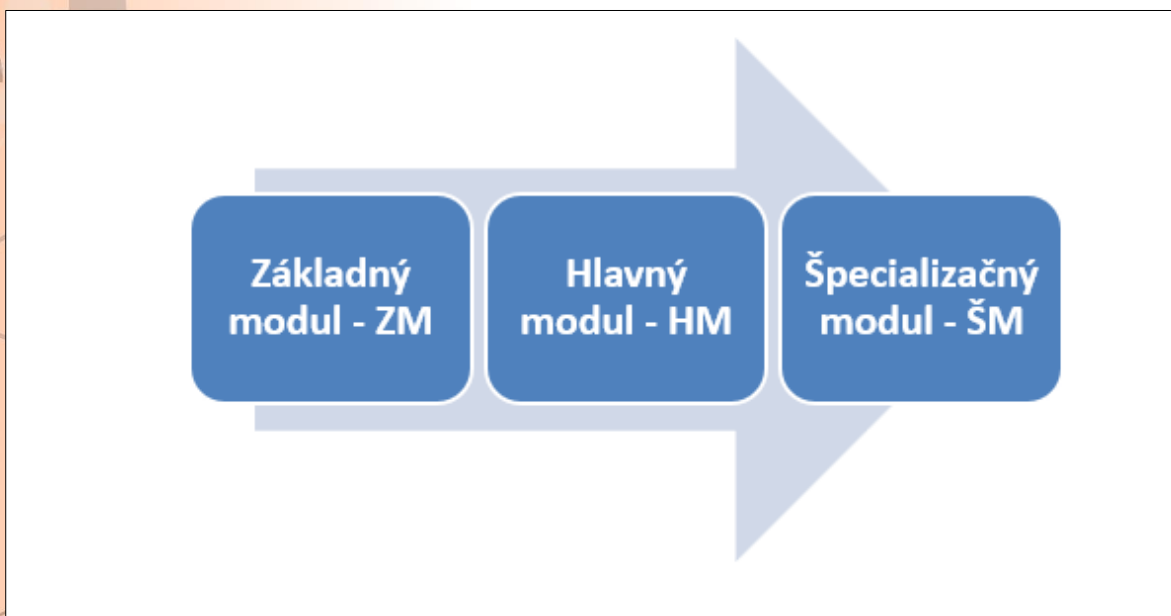 Základný
modul - ZM
Hlavný
modul - HM
Špecializačný
modul - ŠM